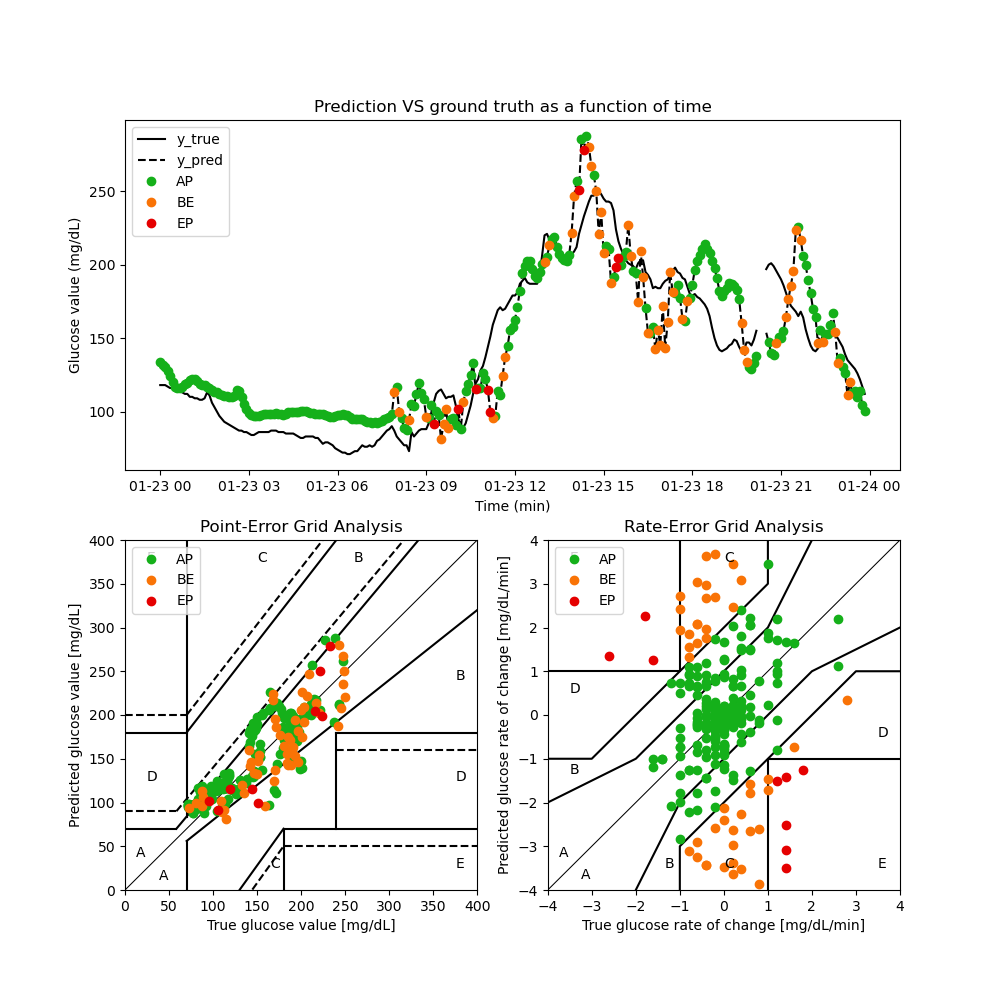 Prediction VS ground truth as a function of time
y_true
y_pred
AP
BE
EP
Glucose value (mg/dL)
250
200
150
100
01-23 00 01-23 03 01-23 06 01-23 09 01-23 12 01-23 15 01-23 18 01-23 21 01-24 00
Time (min)
Point-Error Grid Analysis
Predicted glucose value [mg/dL]
400
350
300
250
200
150
100
50
0
AP
BE
EP
C
B
B
D
D
A
A
C
E
0 50 100 150 200 250 300 350 400
True glucose value [mg/dL]
Rate-Error Grid Analysis
Predicted glucose rate of change [mg/dL/min]
4
3
2
1
0
−1
−2
−3
−4
AP
BE
EP
C
D
D
B
A
A
B
C
E
−4 −3 −2 −1 0 1 2 3 4
True glucose rate of change [mg/dL/min]